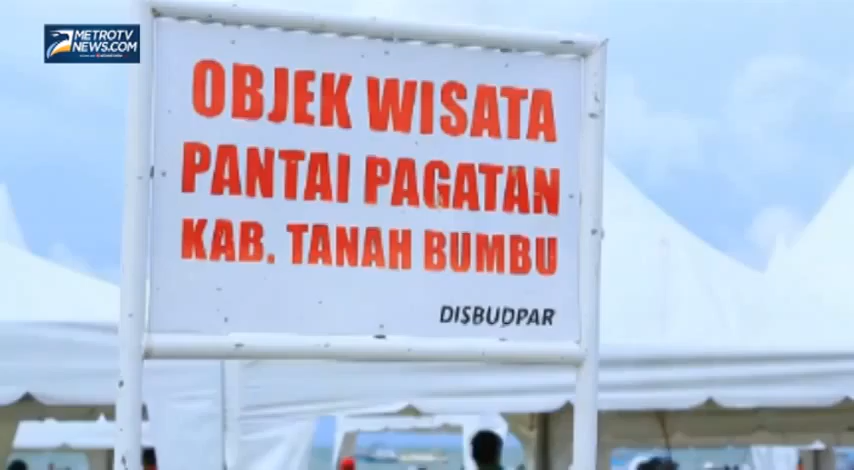 METROTV
NEWS.COM
OBJEK WISATA
PANTAI PAGATAN
KAB. TANAH BUMBU
DISBUDPAR